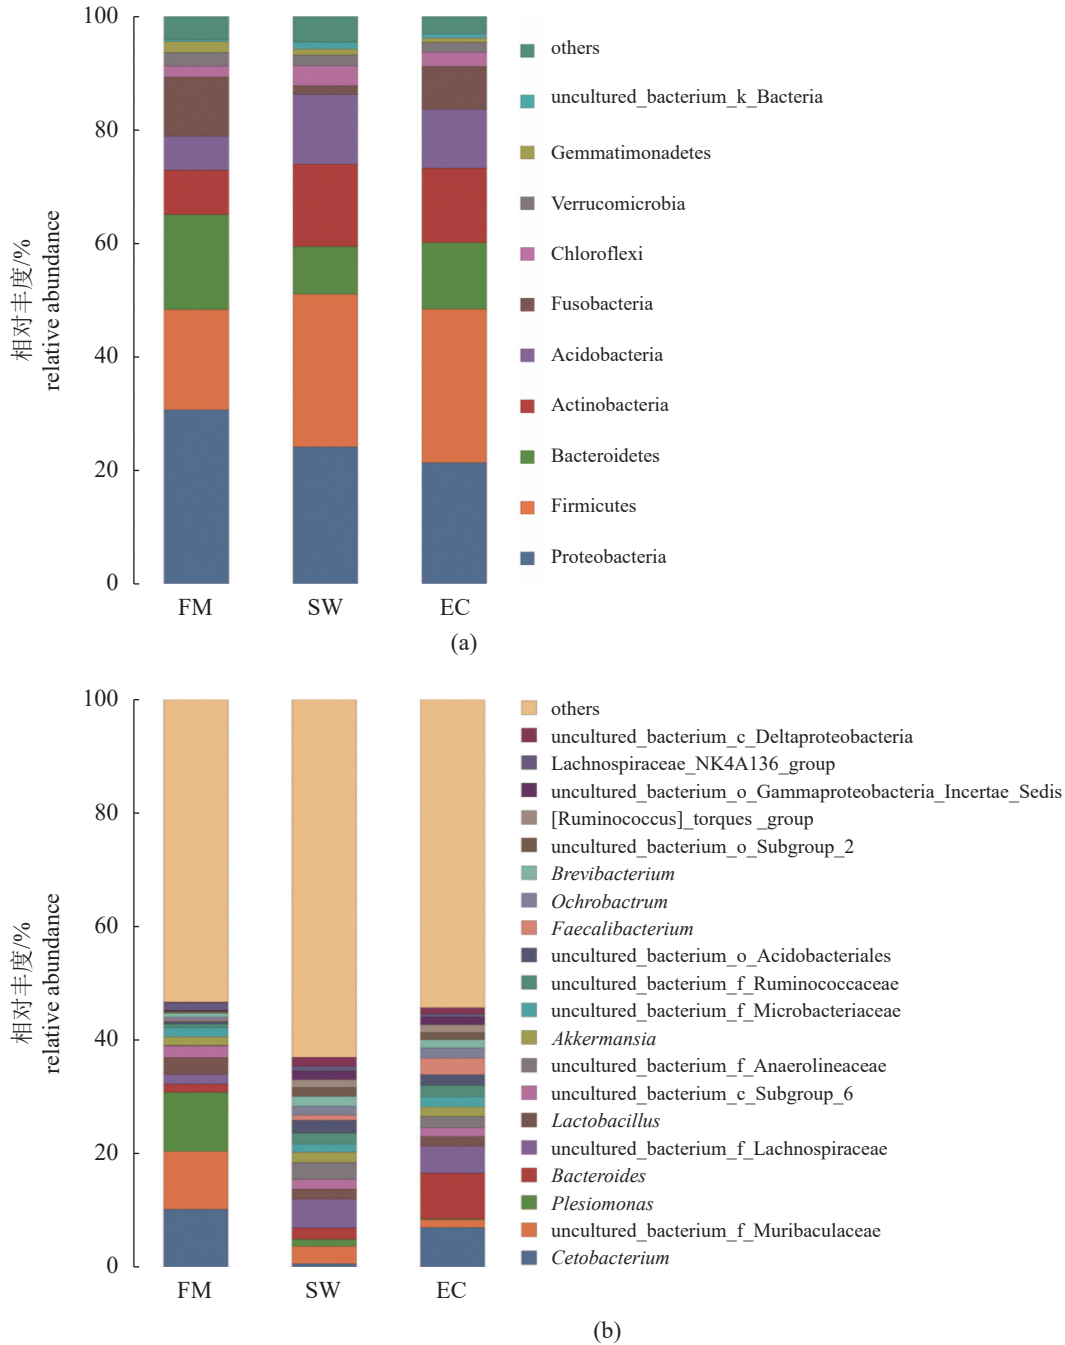 100
80
60
40
20
0
相对丰度/%
relative abundance
FM
SW
EC
others
uncultured_bacterium_k_Bacteria
Gemmatimonadetes
Verrucomicrobia
Chloroflexi
Fusobacteria
Acidobacteria
Actinobacteria
Bacteroidetes
Firmicutes
Proteobacteria
(a)
100
80
60
40
20
0
相对丰度/%
relative abundance
FM
SW
EC
others
uncultured_bacterium_c_Deltaproteobacteria
Lachnospiraceae_NK4A136_group
uncultured_bacterium_o_Gammaproteobacteria_Incertae_Sedis
[Ruminococcus]_torques _group
uncultured_bacterium_o_Subgroup_2
Brevibacterium
Ochrobactrum
Faecalibacterium
uncultured_bacterium_o_Acidobacteriales
uncultured_bacterium_f_Ruminococcaceae
uncultured_bacterium_f_Microbacteriaceae
Akkermansia
uncultured_bacterium_f_Anaerolineaceae
uncultured_bacterium_c_Subgroup_6
Lactobacillus
uncultured_bacterium_f_Lachnospiraceae
Bacteroides
Plesiomonas
uncultured_bacterium_f_Muribaculaceae
Cetobacterium
(b)